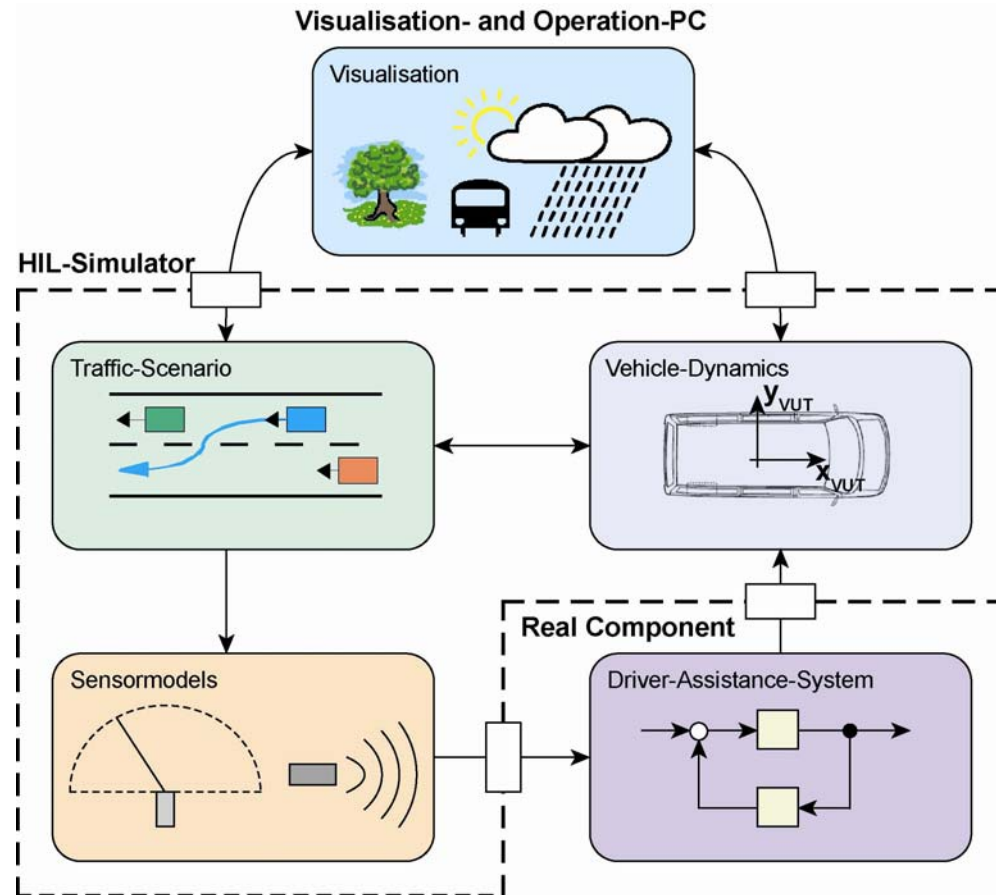 Visualisation- and Operation-PC
Visualisation
HIL-Simulator
Traffic-Scenario
Vehicle-Dynamics
yVUT
xVUT
Real Component
Sensormodels
Driver-Assistance-System